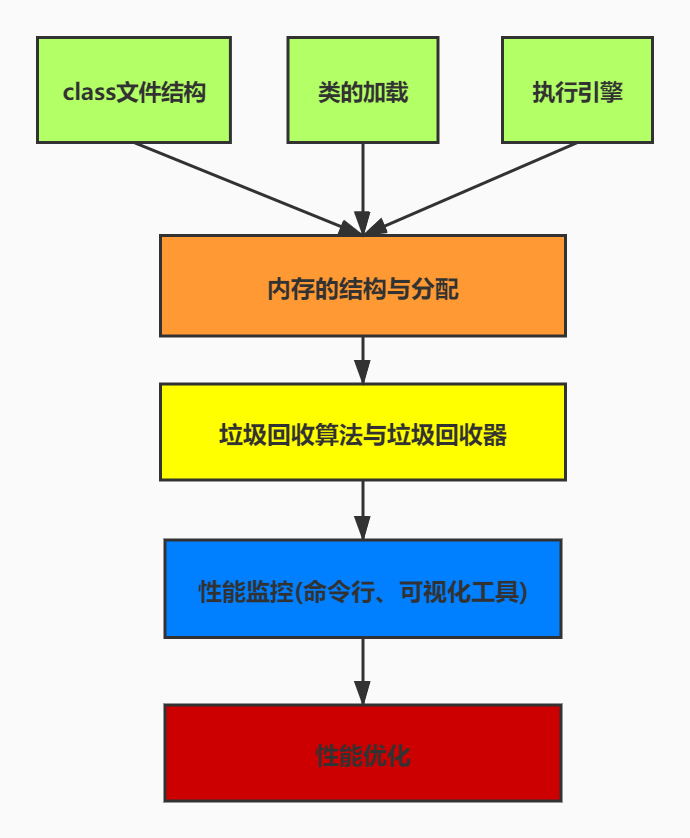 class文件结构
类的加载
执行引擎
内存的结构与分配
垃圾回收算法与垃圾回收器
性能监控(命令行、可视化工具)
性能优化